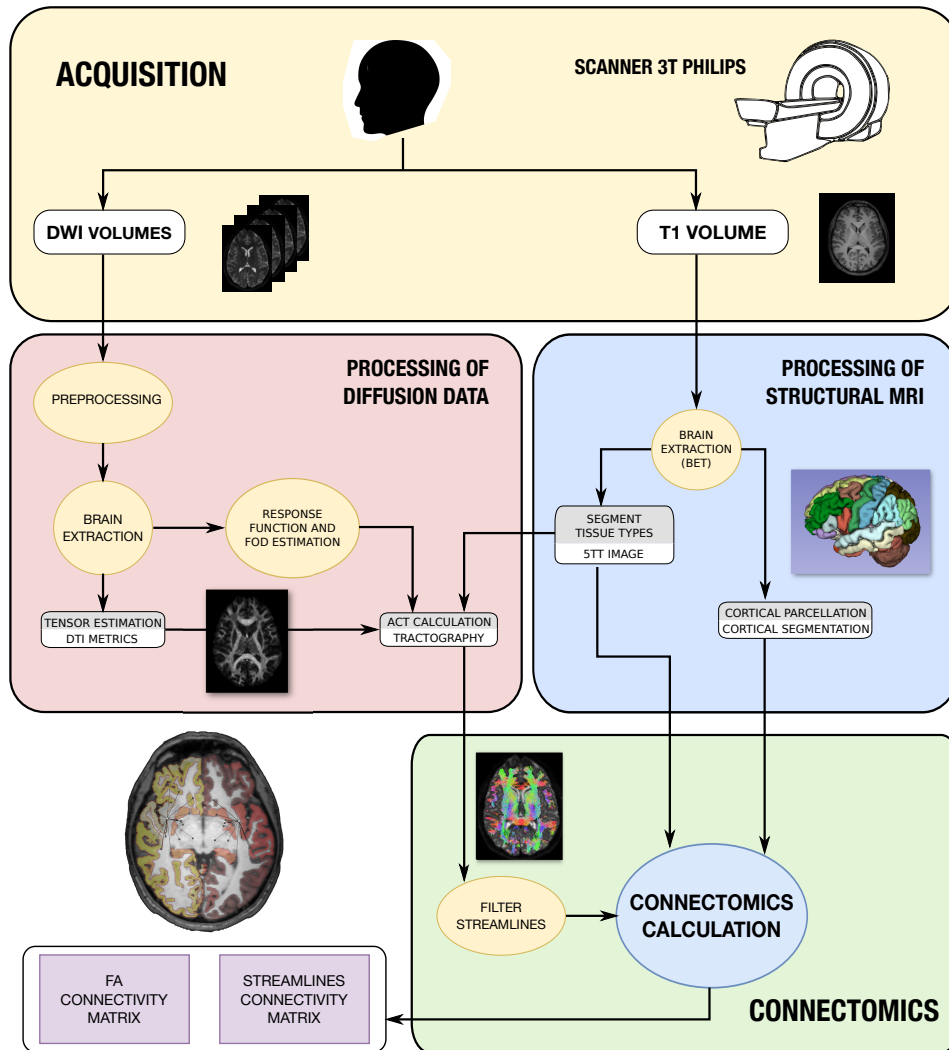 ACQUISITION
SCANNER 3T PHILIPS
DWI VOLUMES
T1 VOLUME
PROCESSING OF
DIFFUSION DATA
PROCESSING OF
STRUCTURAL MRI
PREPROCESSING
BRAIN
EXTRACTION
(BET)
BRAIN
EXTRACTION
RESPONSE
FUNCTION AND
FOD ESTIMATION
SEGMENT
TISSUE TYPES
5TT IMAGE
TENSOR ESTIMATION
DTI METRICS
ACT CALCULATION
TRACTOGRAPHY
CORTICAL PARCELLATION
CORTICAL SEGMENTATION
FILTER
STREAMLINES
CONNECTOMICS
CALCULATION
FA
CONNECTIVITY
MATRIX
STREAMLINES
CONNECTIVITY
MATRIX
CONNECTOMICS